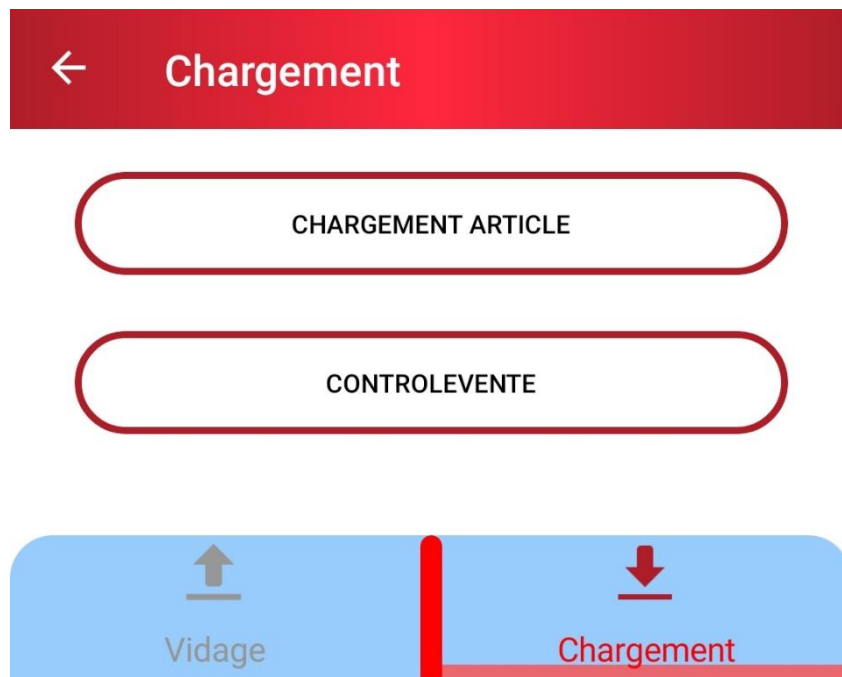 Chargement
CHARGEMENT ARTICLE
CONTROLEVENTE
Vidage
Chargement